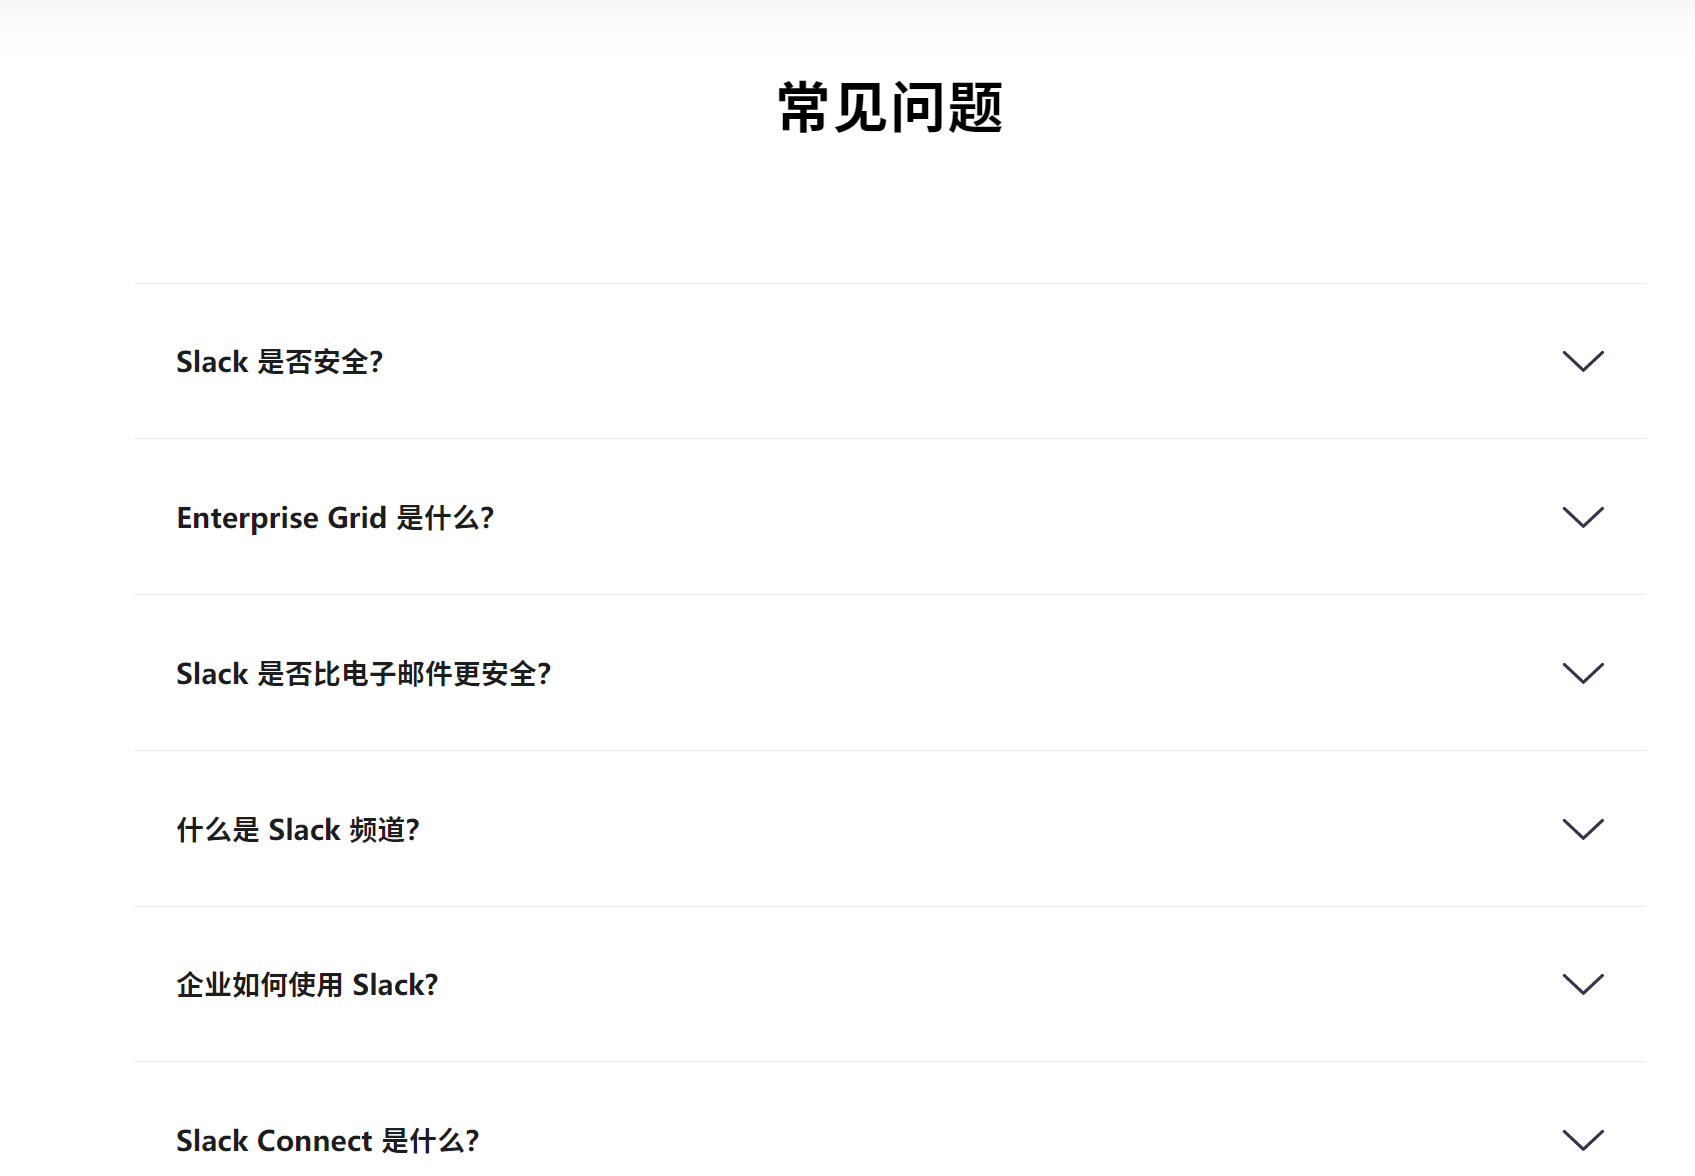 常见问题
Slack 是否安全？
Enterprise Grid 是什么？
Slack 是否比电子邮件更安全？
什么是 Slack 频道？
企业如何使用 Slack？
Slack Connect 是什么？